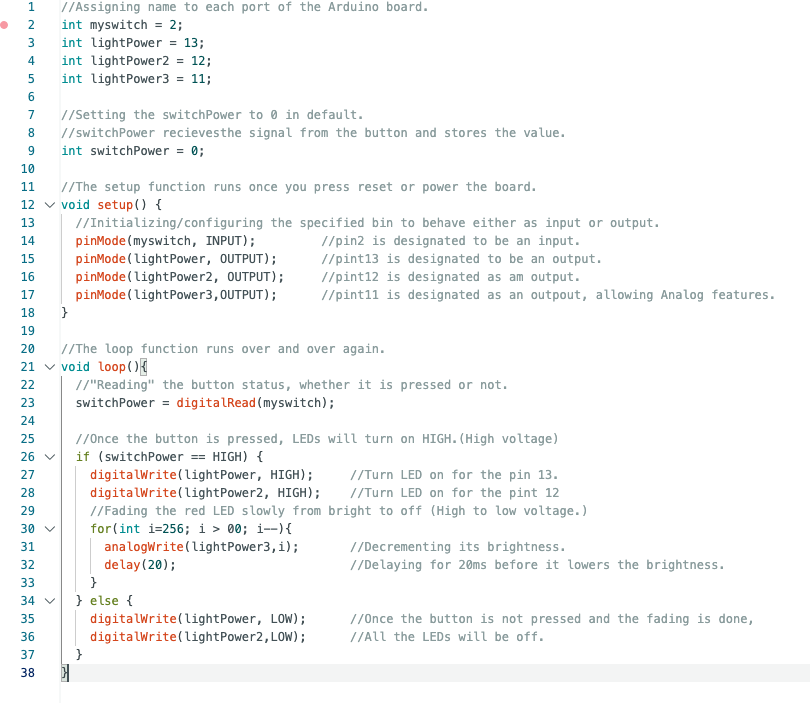 1 //Assigning name to each port of the Arduino board.
2 int myswitch = 2;
3 int lightPower = 13;
4 int lightPower2 = 12;
5 int lightPower3 = 11;
6
7 //Setting the switchPower to 0 in default.
8 //switchPower recievesthe signal from the button and stores the value.
9 int switchPower = 0;
10
11 //The setup function runs once you press reset or power the board.
12 void setup() {
13 //Initializing/configuring the specified bin to behave either as input or output.
14 pinMode(myswitch, INPUT); //pin2 is designated to be an input.
15 pinMode(lightPower, OUTPUT); //pint13 is designated to be an output.
16 pinMode(lightPower2, OUTPUT); //pint12 is designated as am output.
17 pinMode(lightPower3,OUTPUT); //pint11 is designated as an outpout, allowing Analog features.
18 }
19
20 //The loop function runs over and over again.
21 void loop(){
22 //"Reading" the button status, whether it is pressed or not.
23 switchPower = digitalRead(myswitch);
24
25 //Once the button is pressed, LEDs will turn on HIGH.(High voltage)
26 if (switchPower == HIGH) {
27 digitalWrite(lightPower, HIGH); //Turn LED on for the pin 13.
28 digitalWrite(lightPower2, HIGH); //Turn LED on for the pint 12
29 //Fading the red LED slowly from bright to off (High to low voltage.)
30 for(int i=256; i > 00; i--){
31 analogWrite(lightPower3,i); //Decrementing its brightness.
32 delay(20); //Delaying for 20ms before it lowers the brightness.
33 }
34 } else {
35 digitalWrite(lightPower, LOW); //Once the button is not pressed and the fading is done,
36 digitalWrite(lightPower2,LOW); //All the LEDs will be off.
37 }
38 }